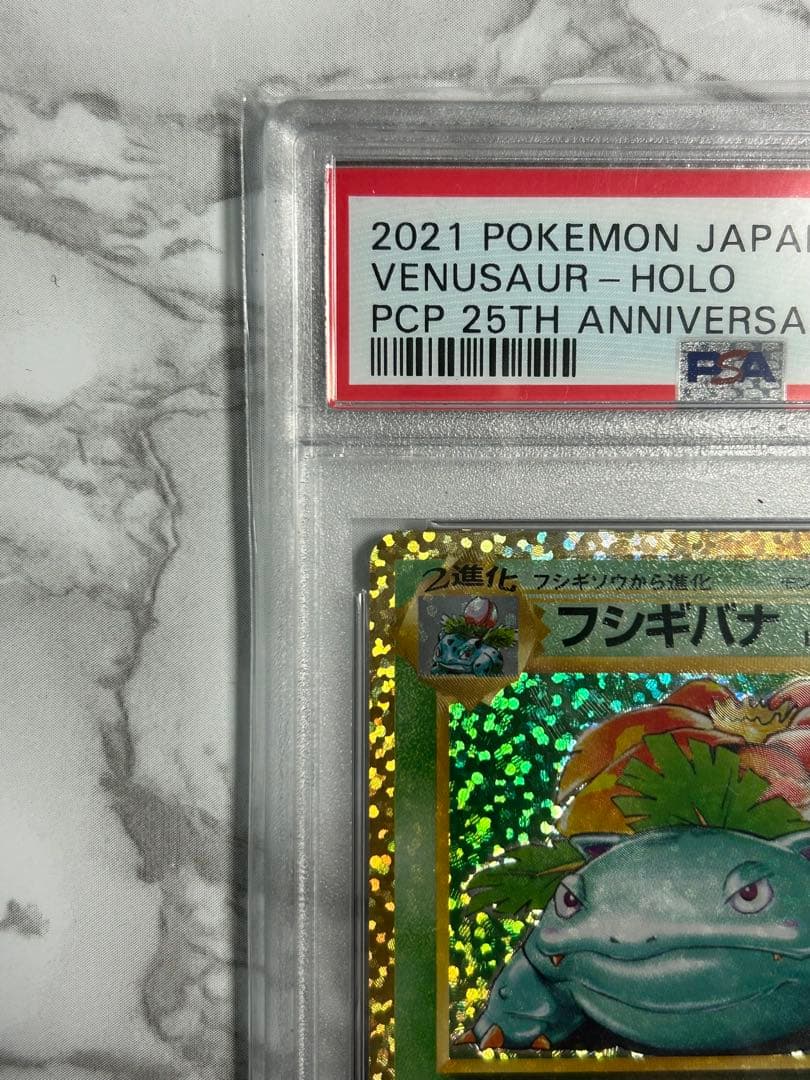 2021 POKEMON JAPA
VENUSAUR-HOLO
PCP 25TH ANNIVERSA
PSA
2進化 フシギソウから進化
フシギバナ